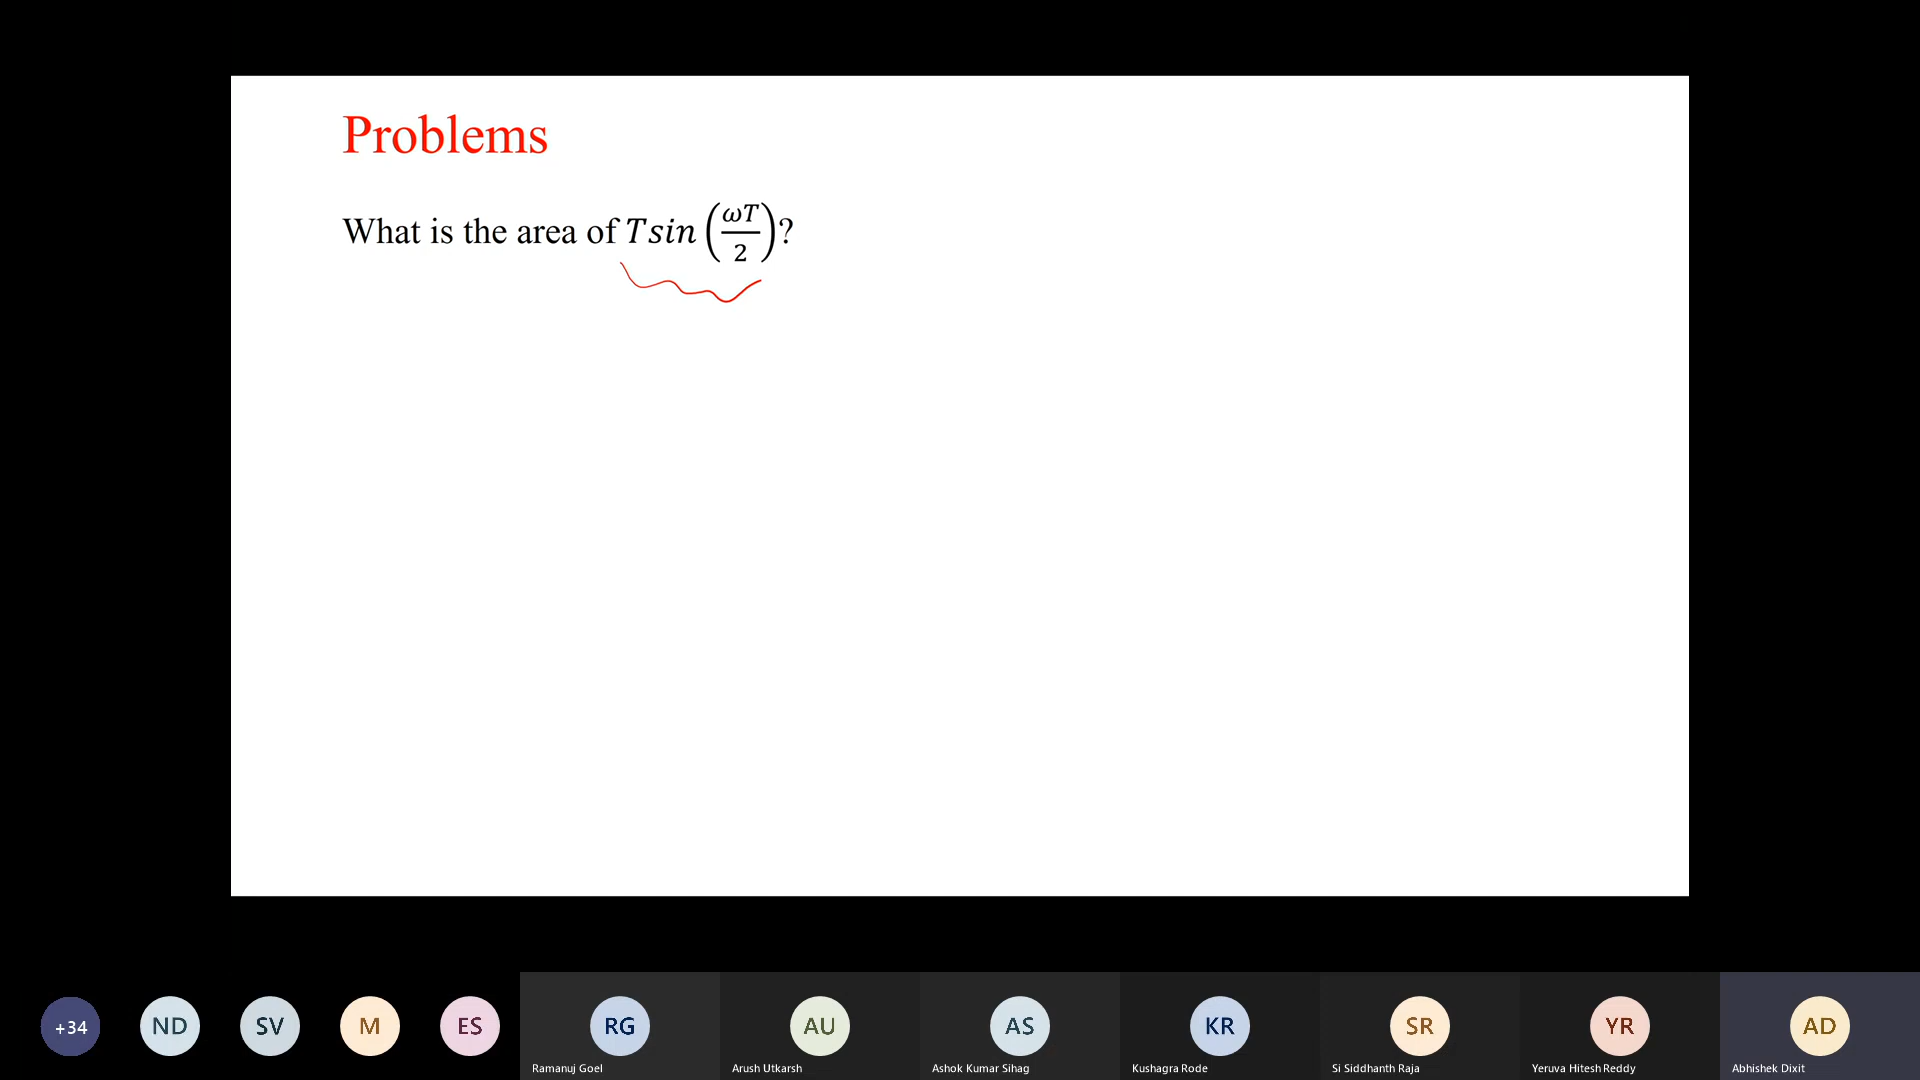 Problems
What is the area of Tsin(ωT/2)?
+34 ND SV M ES RG AU AS KR SR YR AD
Ramanuj Goel Arush Utkarsh Ashok Kumar Sihag Kushagra Rode Si Siddhanth Raja Yeruva Hitesh Reddy Abhishek Dixit